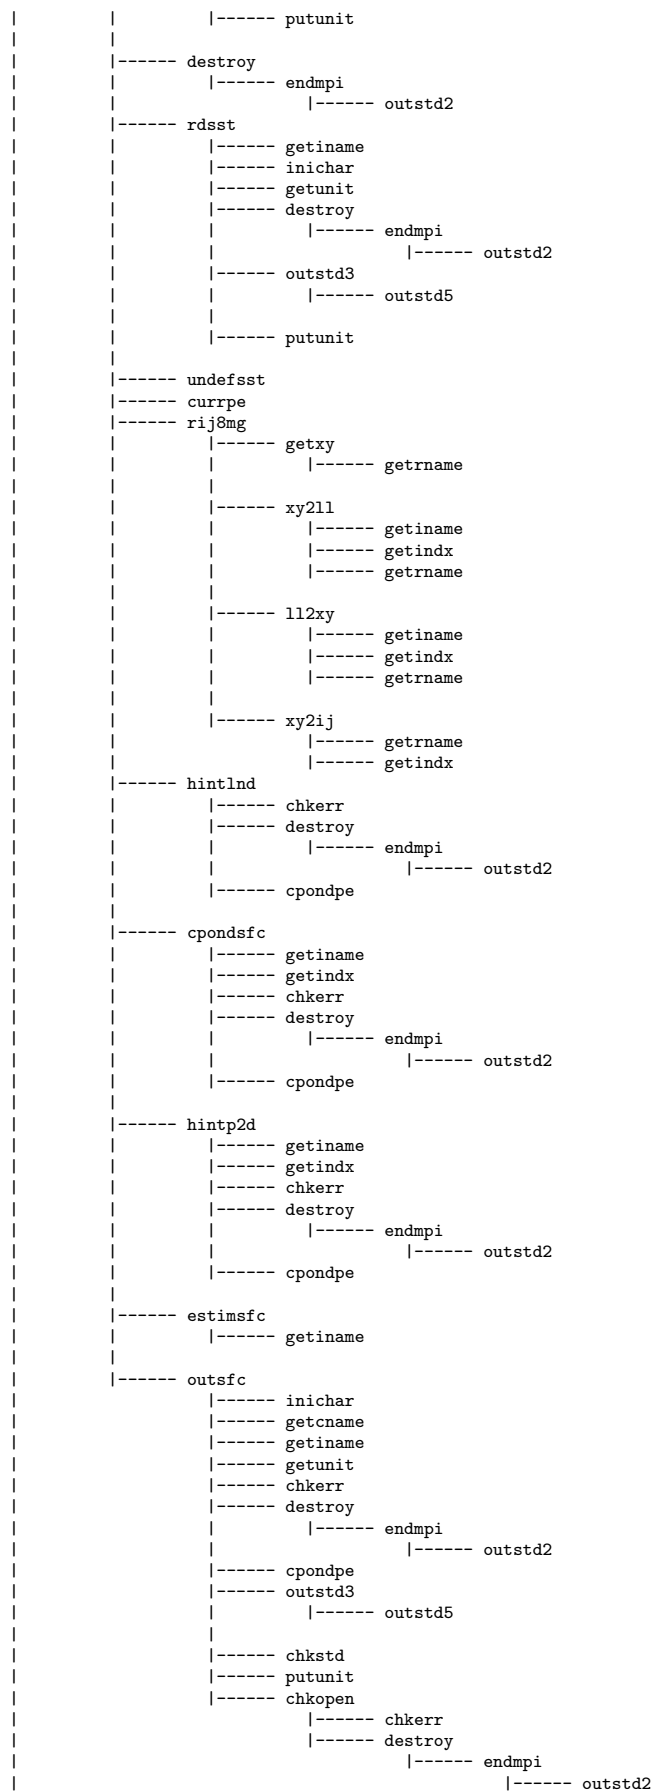 |         |         |------ putunit
|         |
|         |------ destroy
|         |         |------ endmpi
|         |                   |------ outstd2
|         |------ rdsst
|         |         |------ getiname
|         |         |------ inichar
|         |         |------ getunit
|         |         |------ destroy
|         |         |         |------ endmpi
|         |         |                   |------ outstd2
|         |         |------ outstd3
|         |         |         |------ outstd5
|         |         |
|         |         |------ putunit
|         |
|         |------ undefsst
|         |------ currpe
|         |------ rij8mg
|         |         |------ getxy
|         |         |         |------ getrname
|         |         |
|         |         |------ xy2ll
|         |         |         |------ getiname
|         |         |         |------ getindx
|         |         |         |------ getrname
|         |         |
|         |         |------ ll2xy
|         |         |         |------ getiname
|         |         |         |------ getindx
|         |         |         |------ getrname
|         |         |
|         |         |------ xy2ij
|         |                   |------ getrname
|         |                   |------ getindx
|         |------ hintlnd
|         |         |------ chkerr
|         |         |------ destroy
|         |         |         |------ endmpi
|         |         |                   |------ outstd2
|         |         |------ cpondpe
|         |
|         |------ cpondsfc
|         |         |------ getiname
|         |         |------ getindx
|         |         |------ chkerr
|         |         |------ destroy
|         |         |         |------ endmpi
|         |         |                   |------ outstd2
|         |         |------ cpondpe
|         |
|         |------ hintp2d
|         |         |------ getiname
|         |         |------ getindx
|         |         |------ chkerr
|         |         |------ destroy
|         |         |         |------ endmpi
|         |         |                   |------ outstd2
|         |         |------ cpondpe
|         |
|         |------ estimsfc
|         |         |------ getiname
|         |
|         |------ outsfc
|                   |------ inichar
|                   |------ getcname
|                   |------ getiname
|                   |------ getunit
|                   |------ chkerr
|                   |------ destroy
|                   |         |------ endmpi
|                   |                   |------ outstd2
|                   |------ cpondpe
|                   |------ outstd3
|                   |         |------ outstd5
|                   |
|                   |------ chkstd
|                   |------ putunit
|                   |------ chkopen
|                             |------ chkerr
|                             |------ destroy
|                                       |------ endmpi
|                                                 |------ outstd2